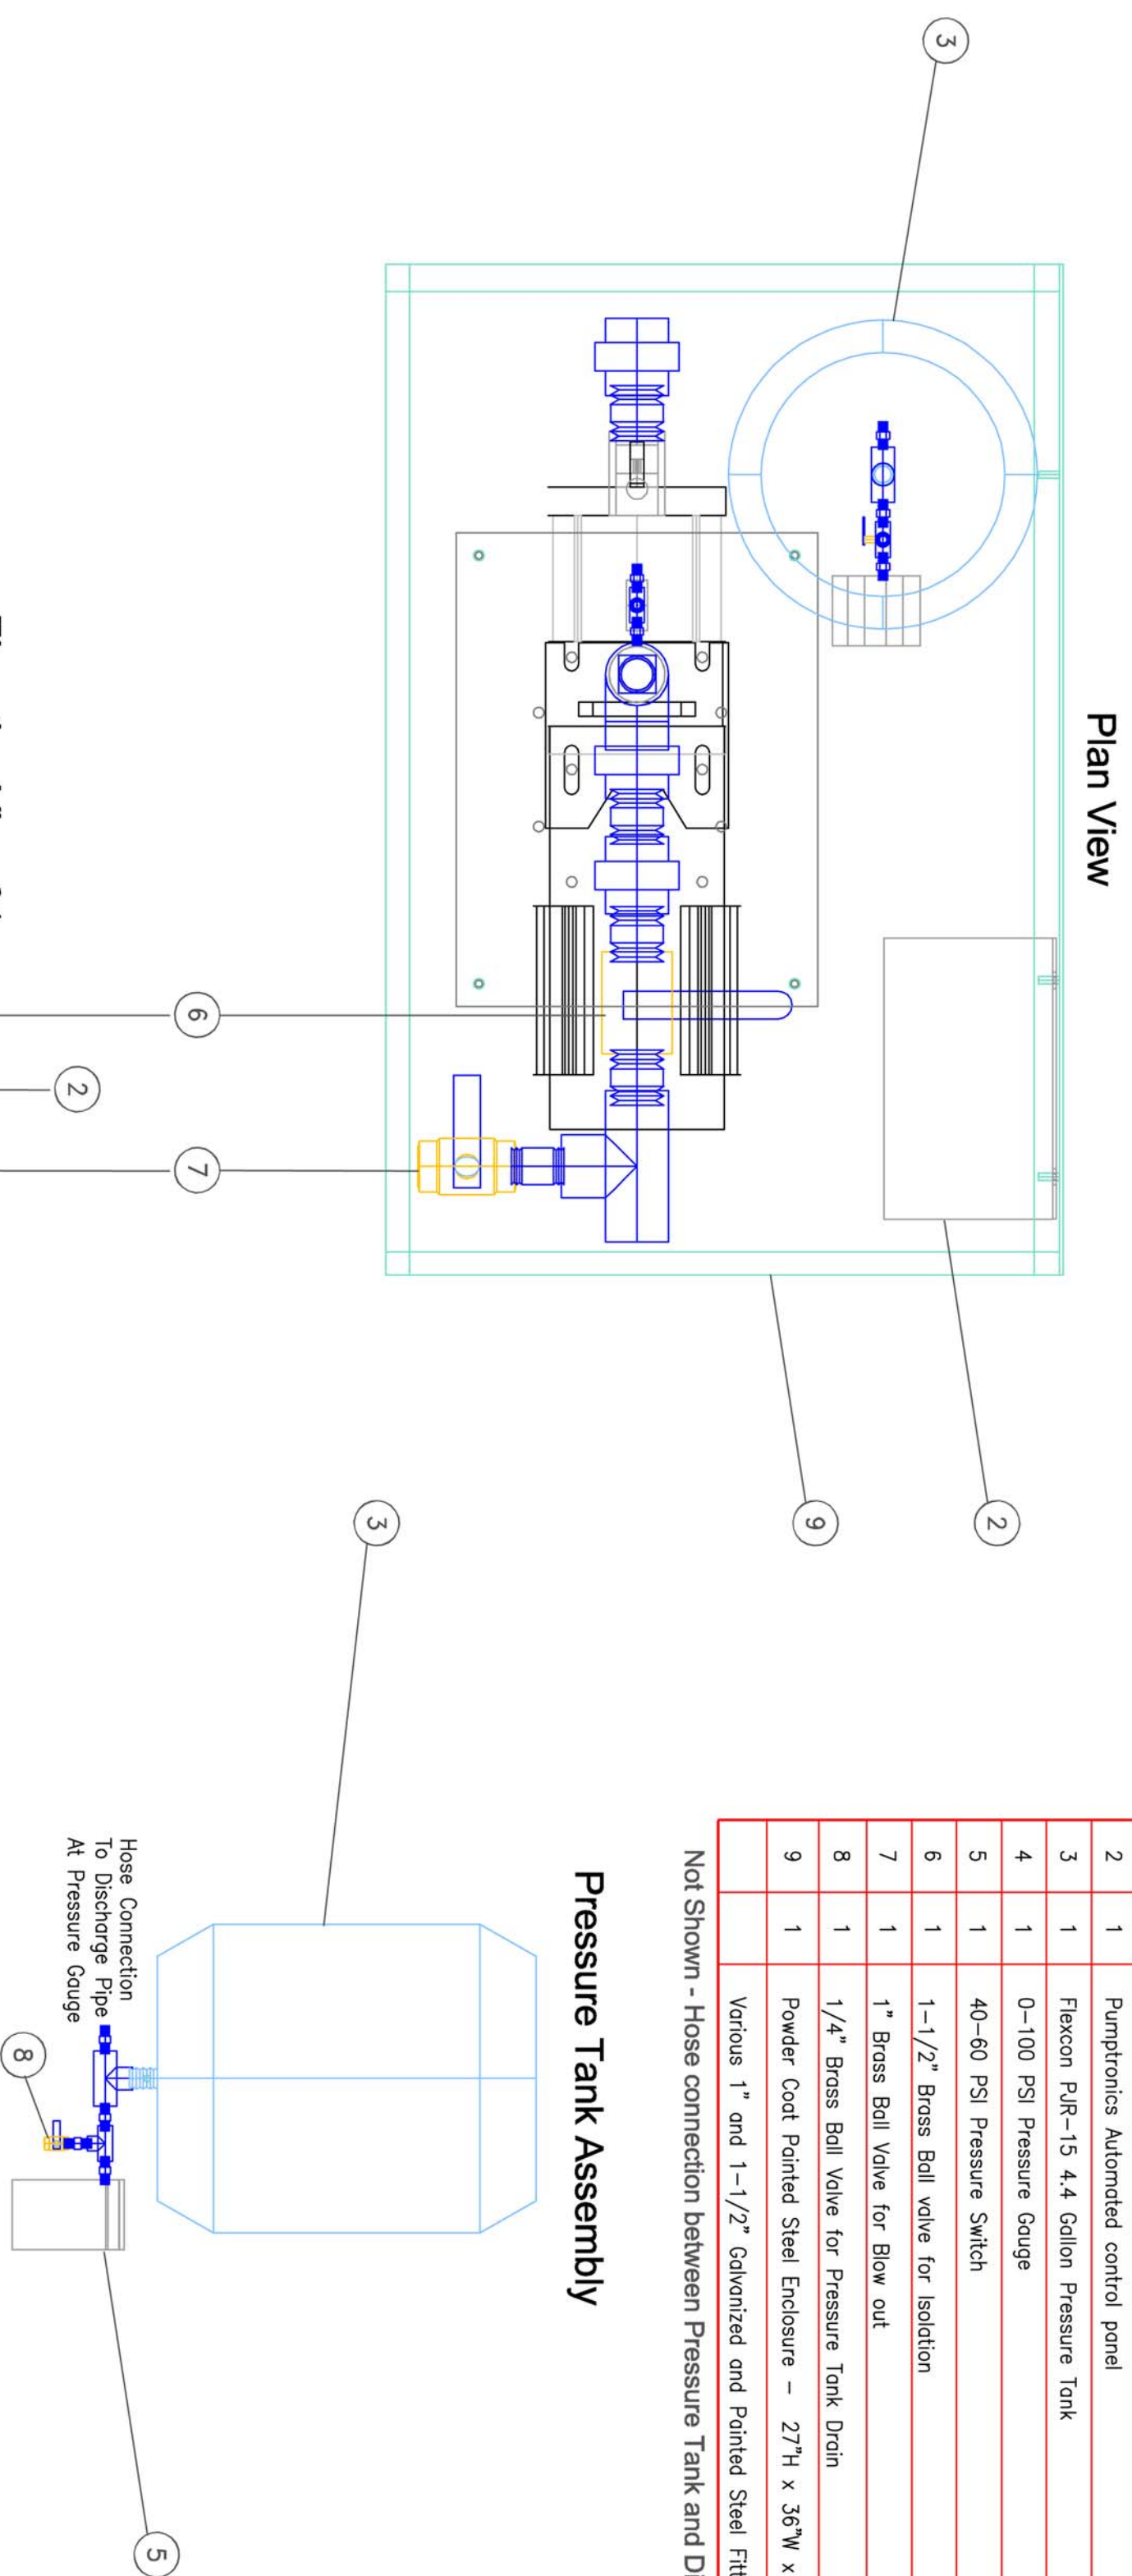 Plan View
3
2
9
6
2
7
2 1 Pumptronics Automated control panel
3 1 Flexcon PJR-15 4.4 Gallon Pressure Tank
4 1 0-100 PSI Pressure Gauge
5 1 40-60 PSI Pressure Switch
6 1 1-1/2" Brass Ball valve for Isolation
7 1 1" Brass Ball Valve for Blow out
8 1 1/4" Brass Ball Valve for Pressure Tank Drain
9 1 Powder Coat Painted Steel Enclosure - 27"H x 36"W x
Various 1" and 1-1/2" Galvanized and Painted Steel Fitt
Not Shown - Hose connection between Pressure Tank and Di
Pressure Tank Assembly
3
Hose Connection
To Discharge Pipe
At Pressure Gauge
8
5